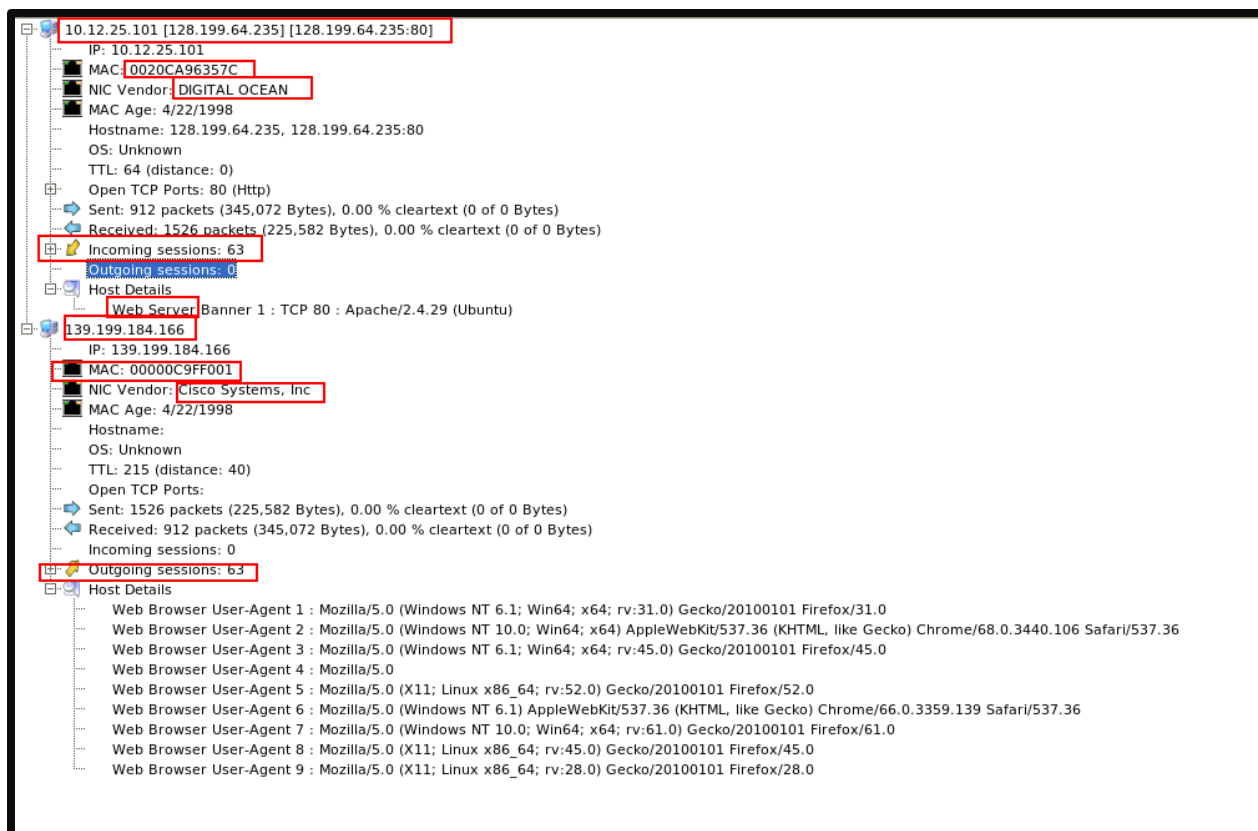 10.12.25.101 [128.199.64.235] [128.199.64.235:80]
IP: 10.12.25.101
MAC: 0020CA96357C
NIC Vendor: DIGITAL OCEAN
MAC Age: 4/22/1998
Hostname: 128.199.64.235, 128.199.64.235:80
OS: Unknown
TTL: 64 (distance: 0)
Open TCP Ports: 80 (Http)
Sent: 912 packets (345,072 Bytes), 0.00 % cleartext (0 of 0 Bytes)
Received: 1526 packets (225,582 Bytes), 0.00 % cleartext (0 of 0 Bytes)
Incoming sessions: 63
Outgoing sessions: 0
Host Details
Web Server Banner 1 : TCP 80 : Apache/2.4.29 (Ubuntu)
139.199.184.166
IP: 139.199.184.166
MAC: 00000C9FF001
NIC Vendor: Cisco Systems, Inc
MAC Age: 4/22/1998
Hostname:
OS: Unknown
TTL: 215 (distance: 40)
Open TCP Ports:
Sent: 1526 packets (225,582 Bytes), 0.00 % cleartext (0 of 0 Bytes)
Received: 912 packets (345,072 Bytes), 0.00 % cleartext (0 of 0 Bytes)
Incoming sessions: 0
Outgoing sessions: 63
Host Details
Web Browser User-Agent 1 : Mozilla/5.0 (Windows NT 6.1; Win64; x64; rv:31.0) Gecko/20100101 Firefox/31.0
Web Browser User-Agent 2 : Mozilla/5.0 (Windows NT 10.0; Win64; x64) AppleWebKit/537.36 (KHTML, like Gecko) Chrome/68.0.3440.106 Safari/537.36
Web Browser User-Agent 3 : Mozilla/5.0 (Windows NT 6.1; Win64; x64; rv:45.0) Gecko/20100101 Firefox/45.0
Web Browser User-Agent 4 : Mozilla/5.0
Web Browser User-Agent 5 : Mozilla/5.0 (X11; Linux x86_64; rv:52.0) Gecko/20100101 Firefox/52.0
Web Browser User-Agent 6 : Mozilla/5.0 (Windows NT 6.1) AppleWebKit/537.36 (KHTML, like Gecko) Chrome/66.0.3359.139 Safari/537.36
Web Browser User-Agent 7 : Mozilla/5.0 (Windows NT 10.0; Win64; x64; rv:61.0) Gecko/20100101 Firefox/61.0
Web Browser User-Agent 8 : Mozilla/5.0 (X11; Linux x86_64; rv:45.0) Gecko/20100101 Firefox/45.0
Web Browser User-Agent 9 : Mozilla/5.0 (X11; Linux x86_64; rv:28.0) Gecko/20100101 Firefox/28.0